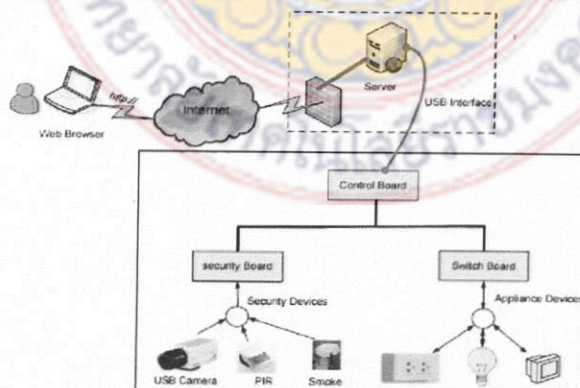 http://
Internet
Server
USB Interface
Web Browser
Control Board
security Board
Switch Board
Security Devices
Appliance Devices
USB Camera
PIR
Smoke